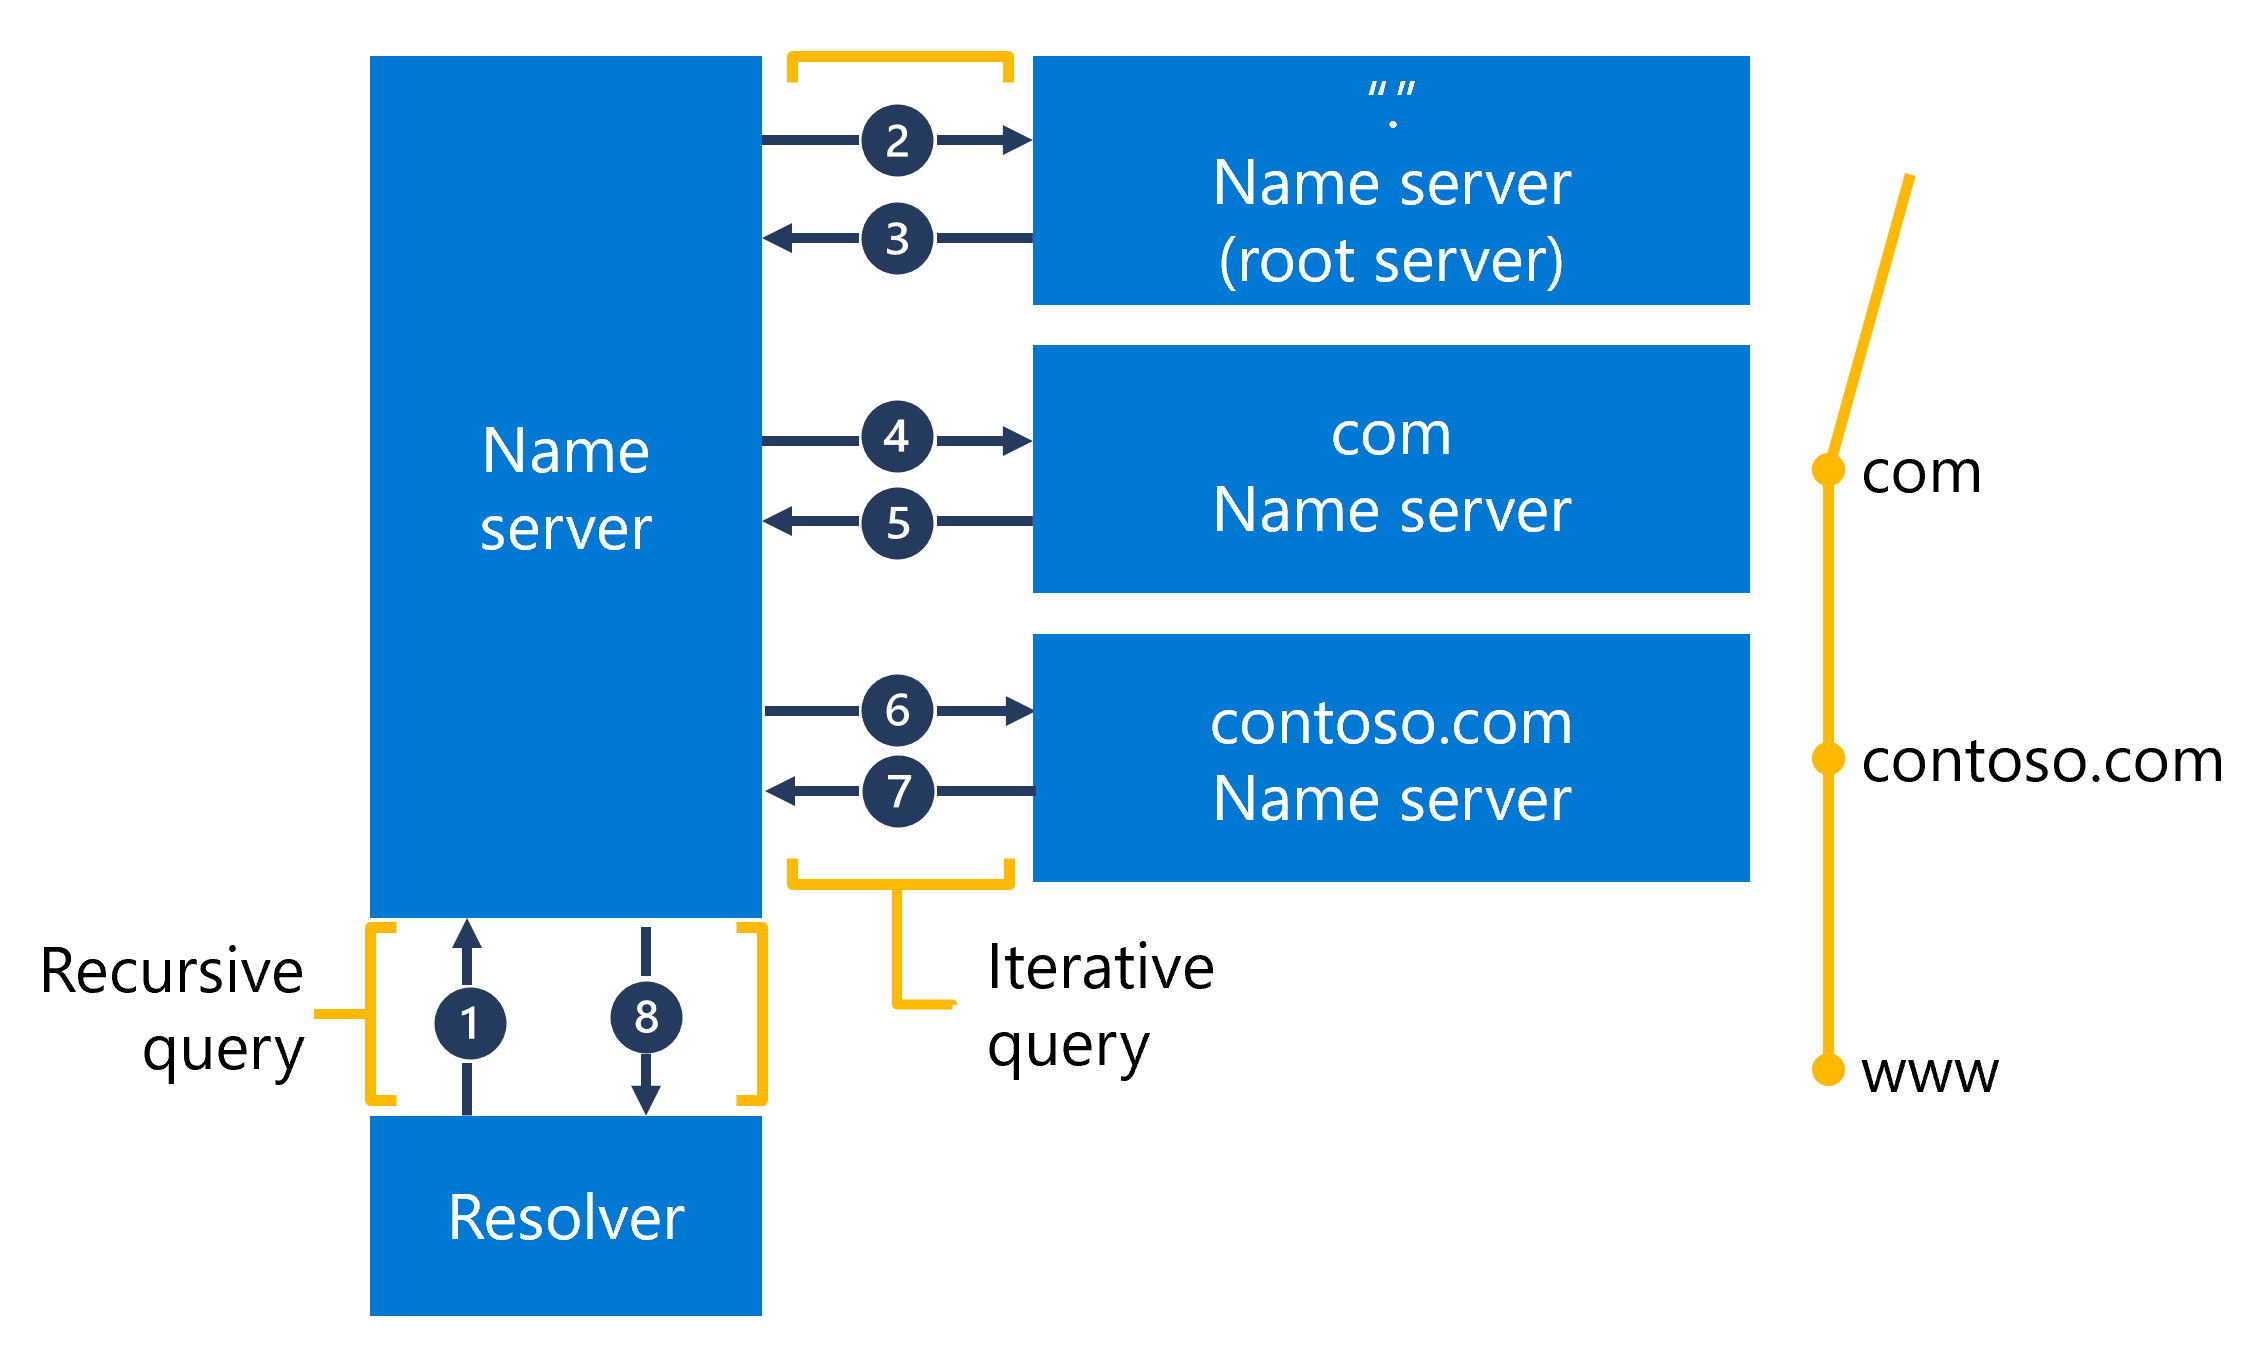 “.”
Name server
(root server)
2
3
Name
server
4
5
com
Name server
com
6
7
contoso.com
Name server
contoso.com
Recursive
query
1
8
Iterative
query
www
Resolver